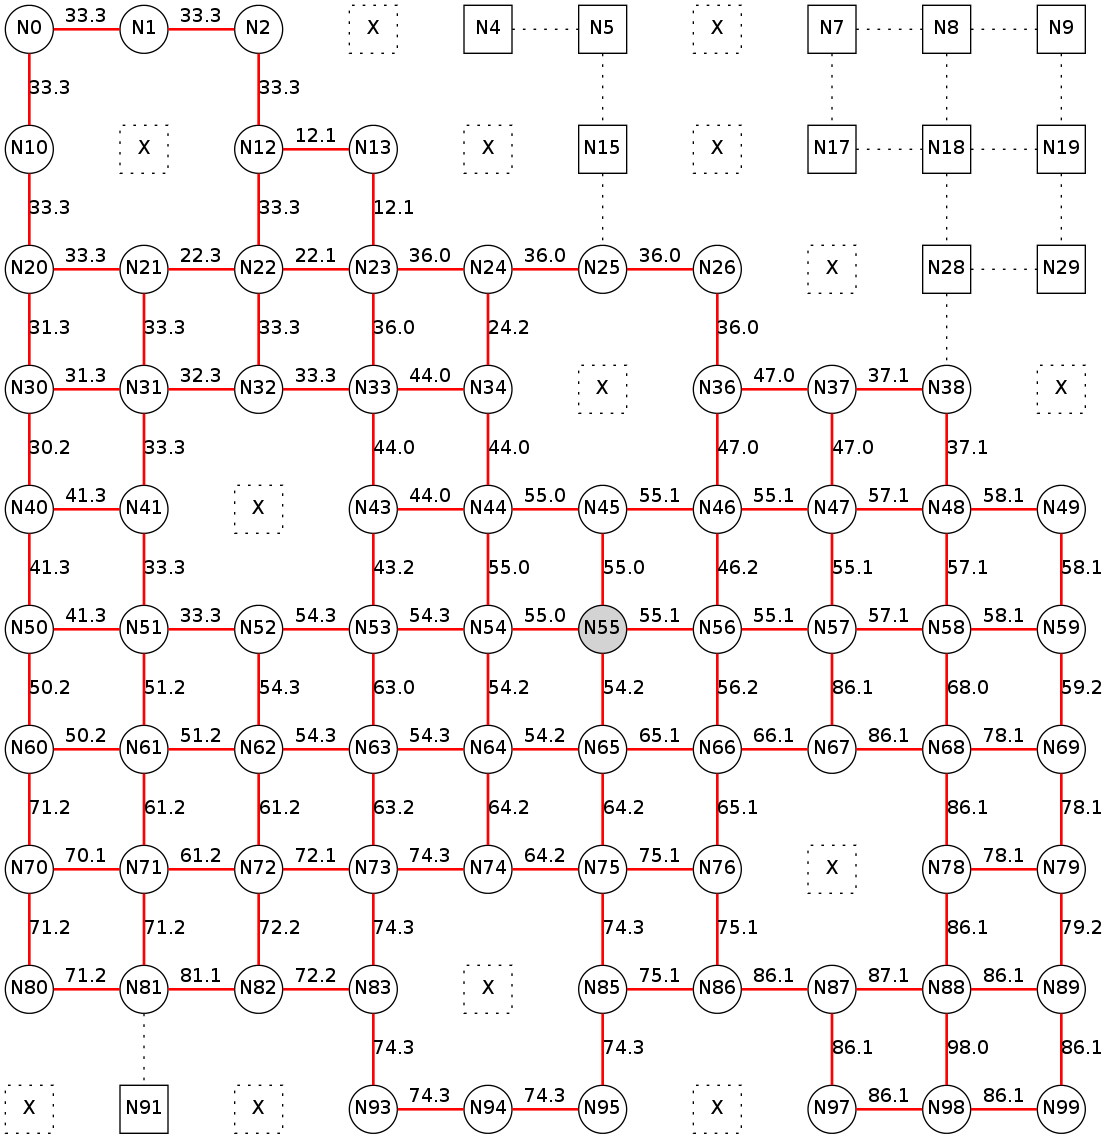 N0 33.3 N1 33.3 N2 X N4 N5 X N7 N8 N9
33.3 33.3
N10 X N12 12.1 N13 X N15 X N17 N18 N19
33.3 33.3 12.1
N20 33.3 N21 22.3 N22 22.1 N23 36.0 N24 36.0 N25 36.0 N26 X N28 N29
31.3 33.3 33.3 36.0 24.2 36.0
N30 31.3 N31 32.3 N32 33.3 N33 44.0 N34 X N36 47.0 N37 37.1 N38 X
30.2 33.3 44.0 44.0 47.0 47.0 37.1
N40 41.3 N41 X N43 44.0 N44 55.0 N45 55.1 N46 55.1 N47 57.1 N48 58.1 N49
41.3 33.3 43.2 55.0 55.0 46.2 55.1 57.1 58.1
N50 41.3 N51 33.3 N52 54.3 N53 54.3 N54 55.0 N55 55.1 N56 55.1 N57 57.1 N58 58.1 N59
50.2 51.2 54.3 63.0 54.2 54.2 56.2 86.1 68.0 59.2
N60 50.2 N61 51.2 N62 54.3 N63 54.3 N64 54.2 N65 65.1 N66 66.1 N67 86.1 N68 78.1 N69
71.2 61.2 61.2 63.2 64.2 64.2 65.1 86.1 78.1
N70 70.1 N71 61.2 N72 72.1 N73 74.3 N74 64.2 N75 75.1 N76 X N78 78.1 N79
71.2 71.2 72.2 74.3 74.3 75.1 86.1 79.2
N80 71.2 N81 81.1 N82 72.2 N83 X N85 75.1 N86 86.1 N87 87.1 N88 86.1 N89
74.3 74.3 86.1 98.0 86.1
X N91 X N93 74.3 N94 74.3 N95 X N97 86.1 N98 86.1 N99